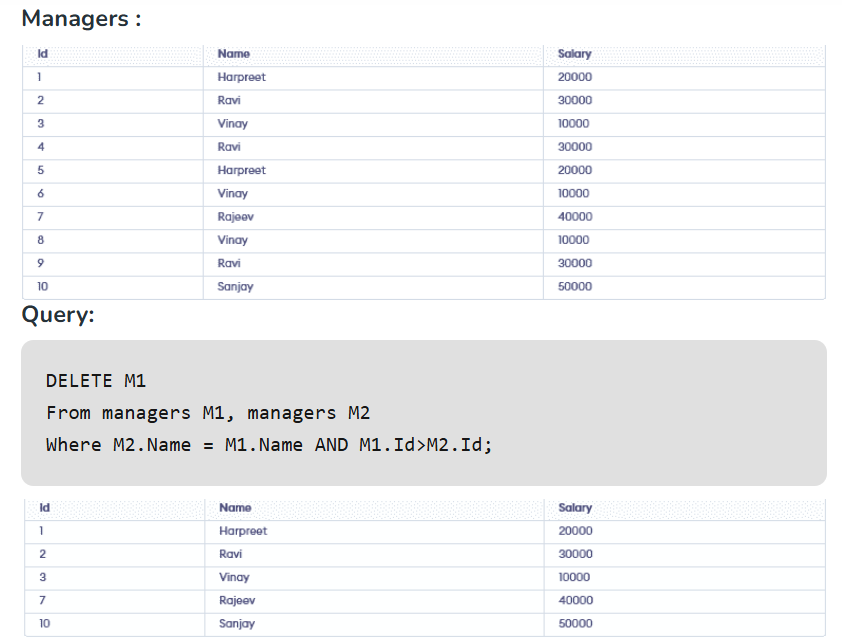 Managers :
Id Name Salary
1 Harpreet 20000
2 Ravi 30000
3 Vinay 10000
4 Ravi 30000
5 Harpreet 20000
6 Vinay 10000
7 Rajeev 40000
8 Vinay 10000
9 Ravi 30000
10 Sanjay 50000
Query:
DELETE M1
From managers M1, managers M2
Where M2.Name = M1.Name AND M1.Id>M2.Id;
Id Name Salary
1 Harpreet 20000
2 Ravi 30000
3 Vinay 10000
7 Rajeev 40000
10 Sanjay 50000